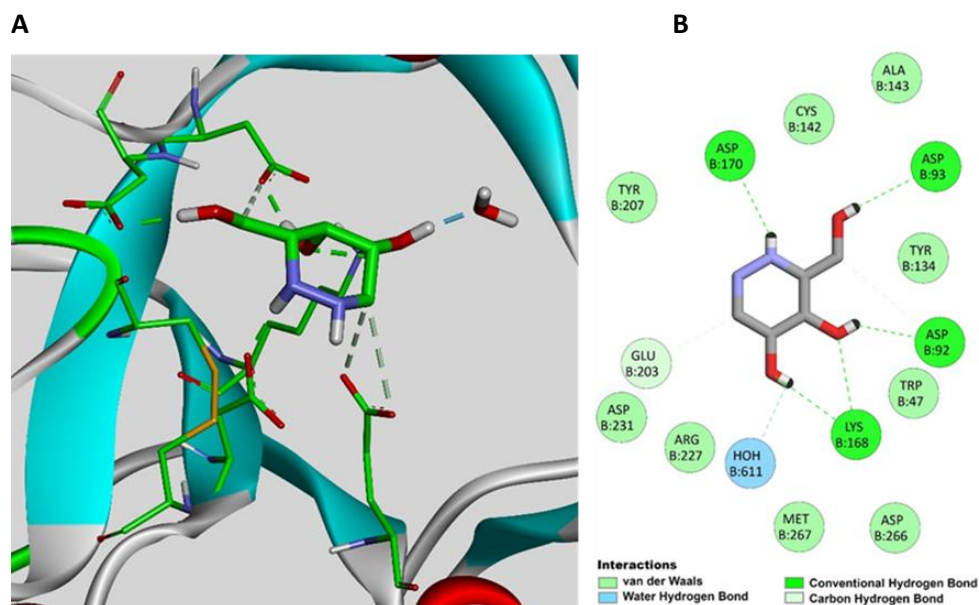 A
B
ALA
B:143
CYS
B:142
ASP
B:170
ASP
B:93
TYR
B:207
TYR
B:134
ASP
B:92
GLU
B:203
TRP
B:47
ASP
B:231
ARG
B:227
LYS
B:168
HOH
B:611
MET
B:267
ASP
B:266
Interactions
van der Waals
Water Hydrogen Bond
Conventional Hydrogen Bond
Carbon Hydrogen Bond